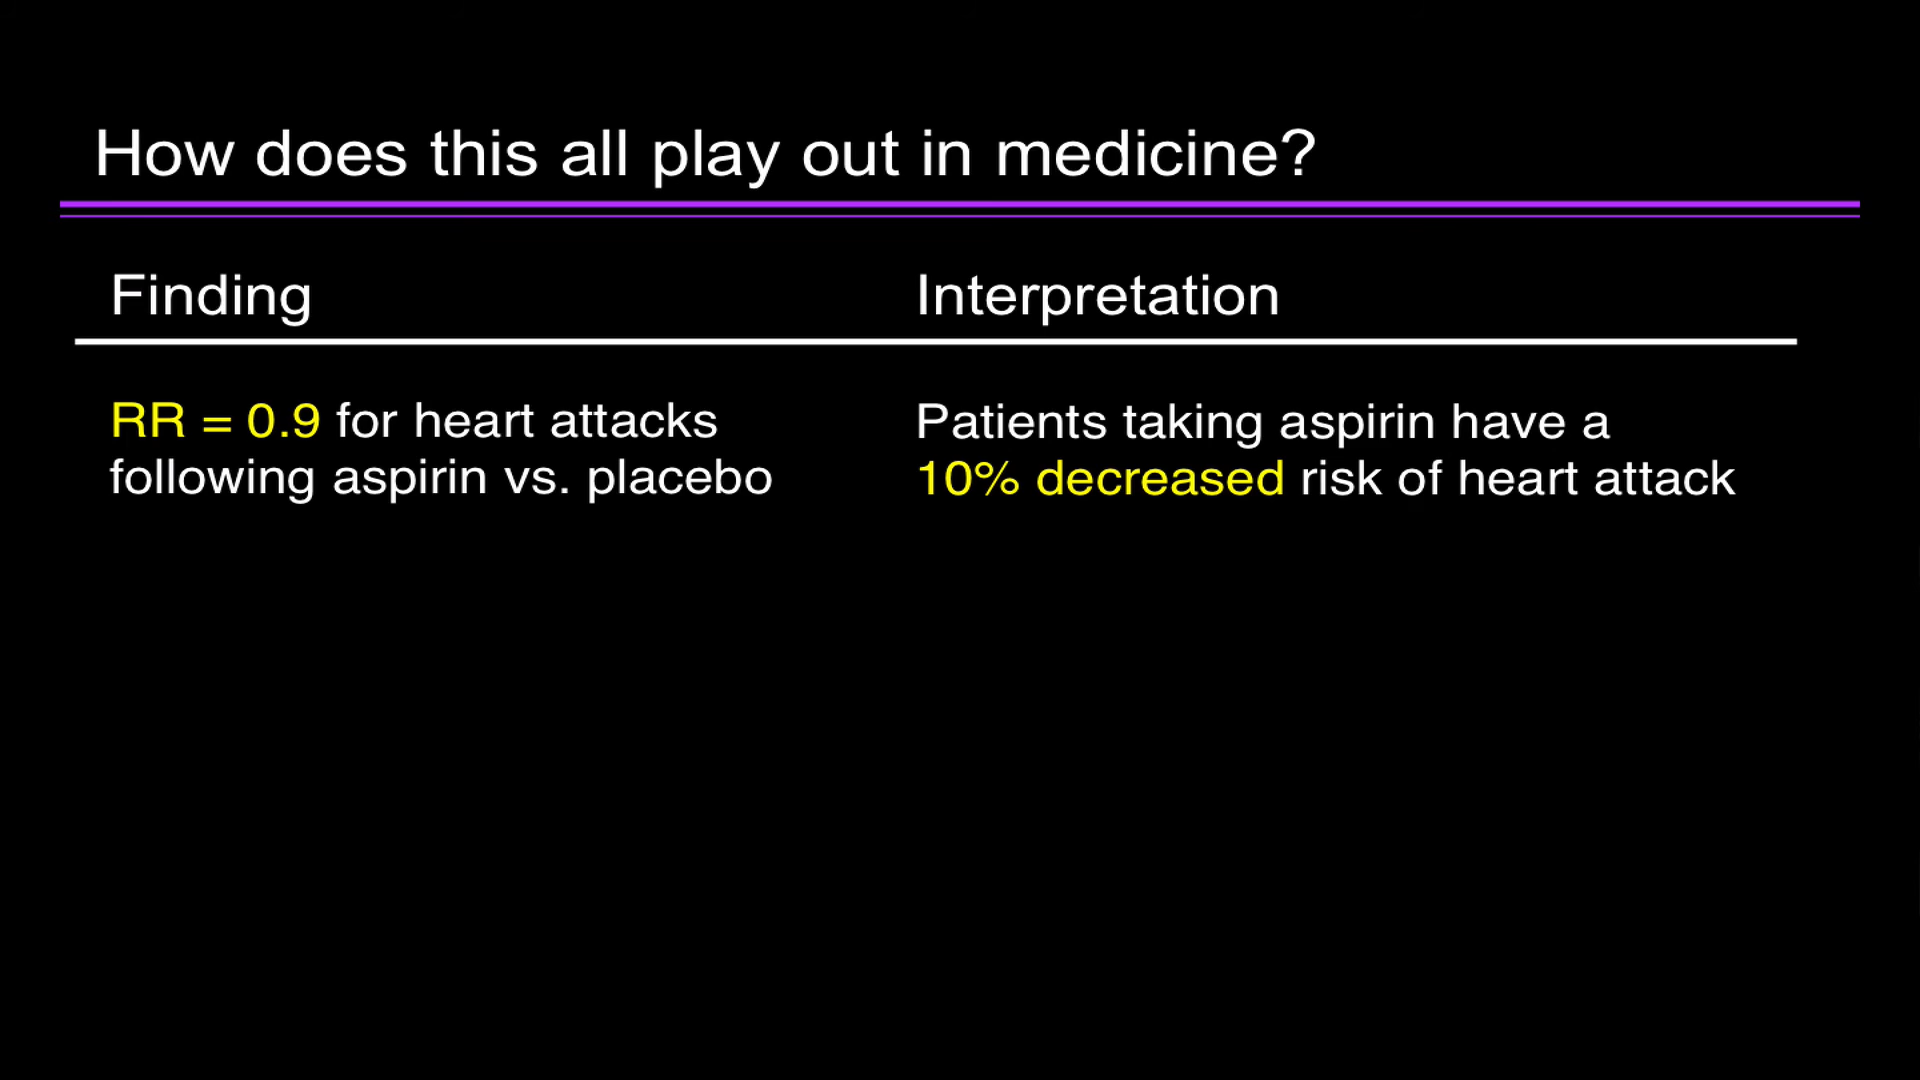 How does this all play out in medicine?
Finding
Interpretation
RR = 0.9 for heart attacks
following aspirin vs. placebo
Patients taking aspirin have a
10% decreased risk of heart attack